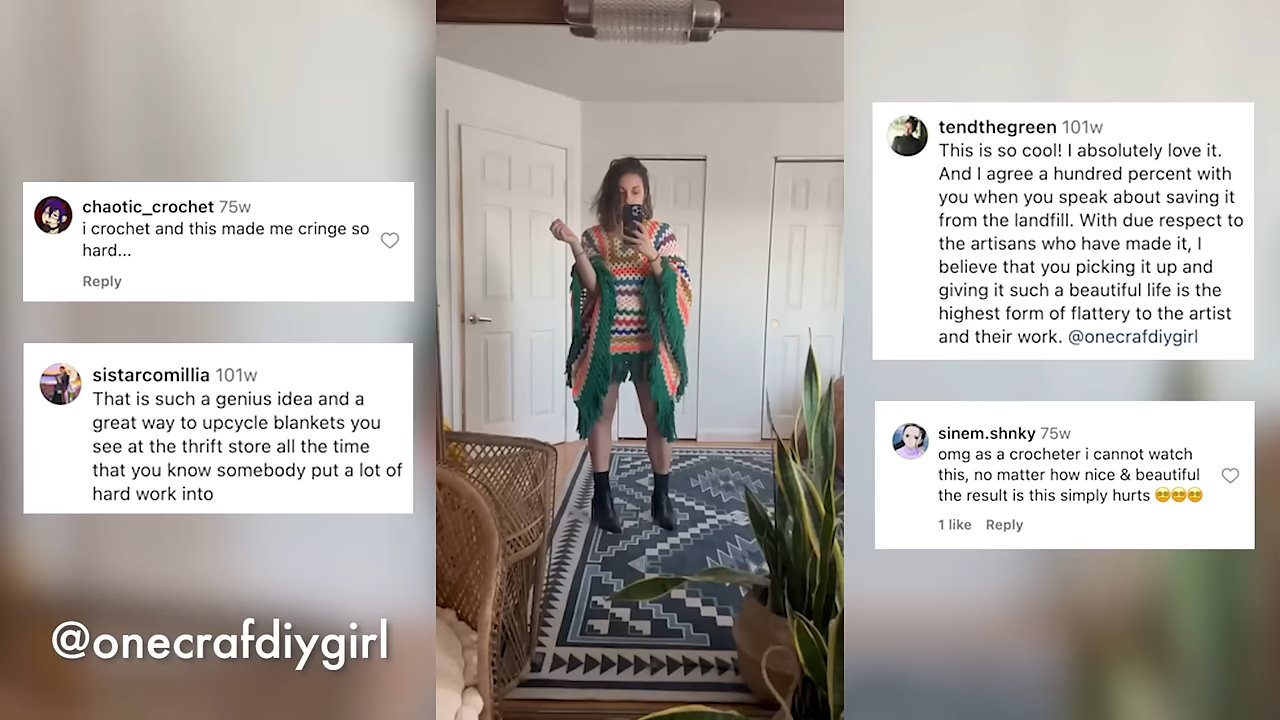 chaotic_crochet 75w
i crochet and this made me cringe so
hard...
Reply
sistarcomillia 101w
That is such a genius idea and a
great way to upcycle blankets you
see at the thrift store all the time
that you know somebody put a lot of
hard work into
@onecrafdiygirl
tendthegreen 101w
This is so cool! I absolutely love it.
And I agree a hundred percent with
you when you speak about saving it
from the landfill. With due respect to
the artisans who have made it, I
believe that you picking it up and
giving it such a beautiful life is the
highest form of flattery to the artist
and their work. @onecrafdiygirl
sinem.shnky 75w
omg as a crocheter i cannot watch
this, no matter how nice & beautiful
the result is this simply hurts 😵‍💫😵‍💫😵‍💫
1 like Reply